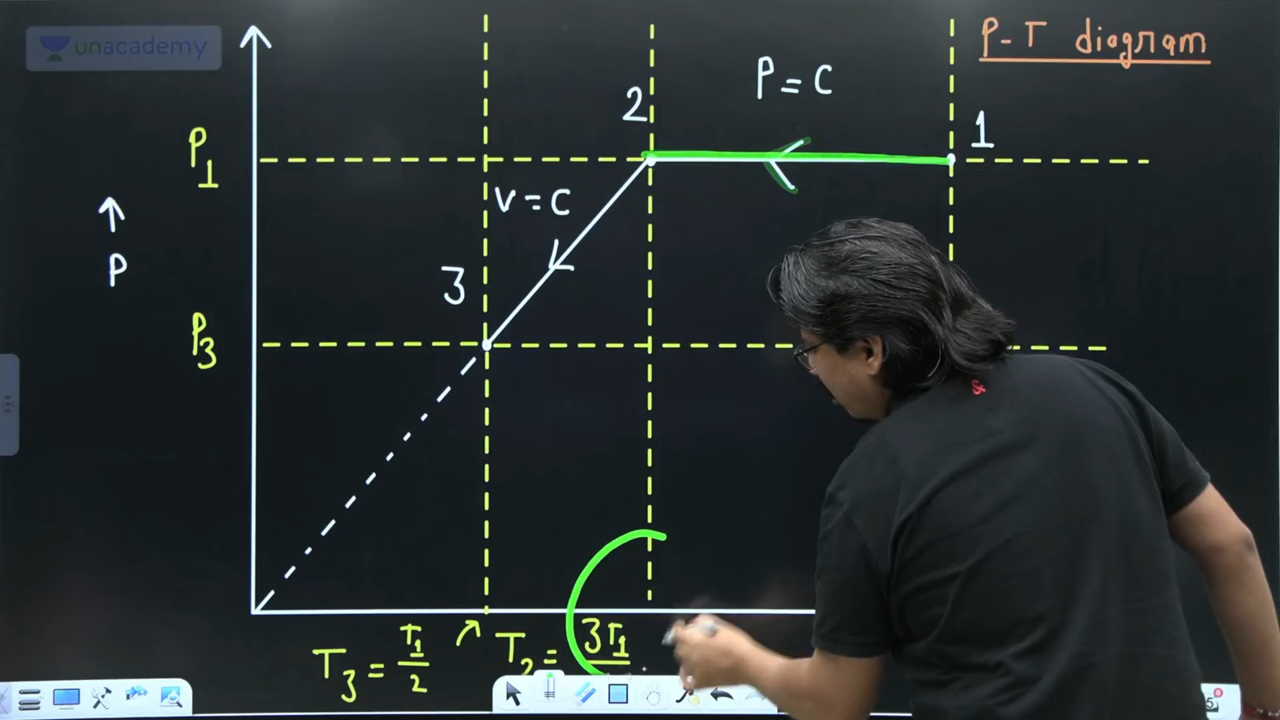 unacademy
P-T diagram
P = C
2
1
P1
V = C
↑
P
3
P3
T3 = T1/2
T2 = 3T1